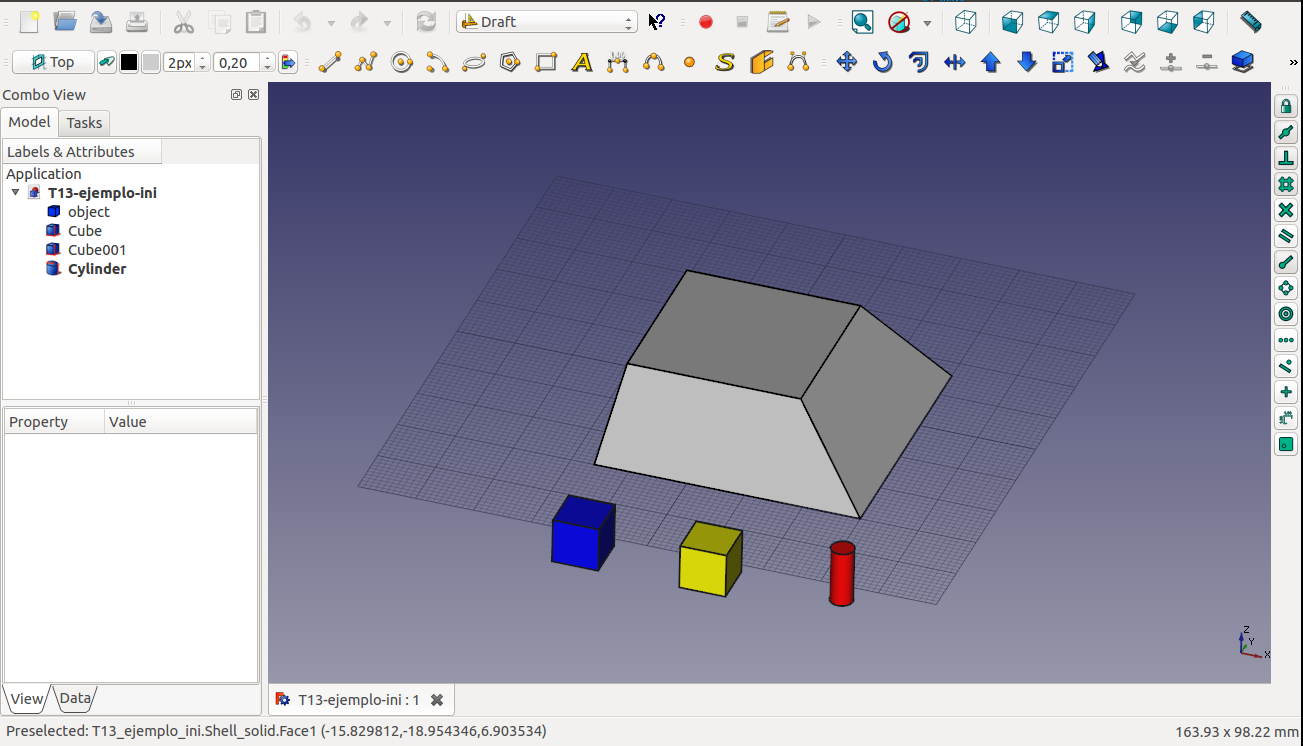 Draft
Top
2px
0,20
»
Combo View
Model
Tasks
Labels & Attributes
Application
T13-ejemplo-ini
object
Cube
Cube001
Cylinder
Property
Value
View
Data
Z
Y
X
T13-ejemplo-ini : 1
Preselected: T13_ejemplo_ini.Shell_solid.Face1 (-15.829812,-18.954346,6.903534)
163.93 x 98.22 mm